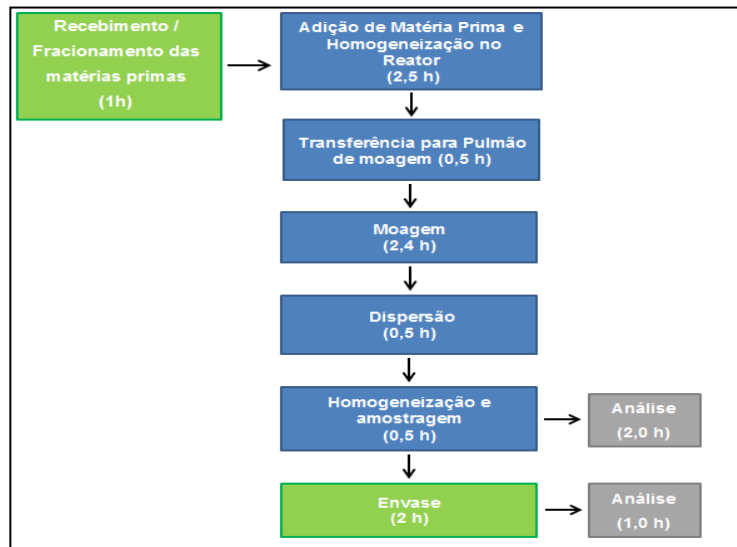 Recebimento /
Fracionamento das
matérias primas
(1h)
Adição de Matéria Prima e
Homogeneização no
Reator
(2,5 h)
Transferência para Pulmão
de moagem (0,5 h)
Moagem
(2,4 h)
Dispersão
(0,5 h)
Homogeneização e
amostragem
(0,5 h)
Análise
(2,0 h)
Envase
(2 h)
Análise
(1,0 h)